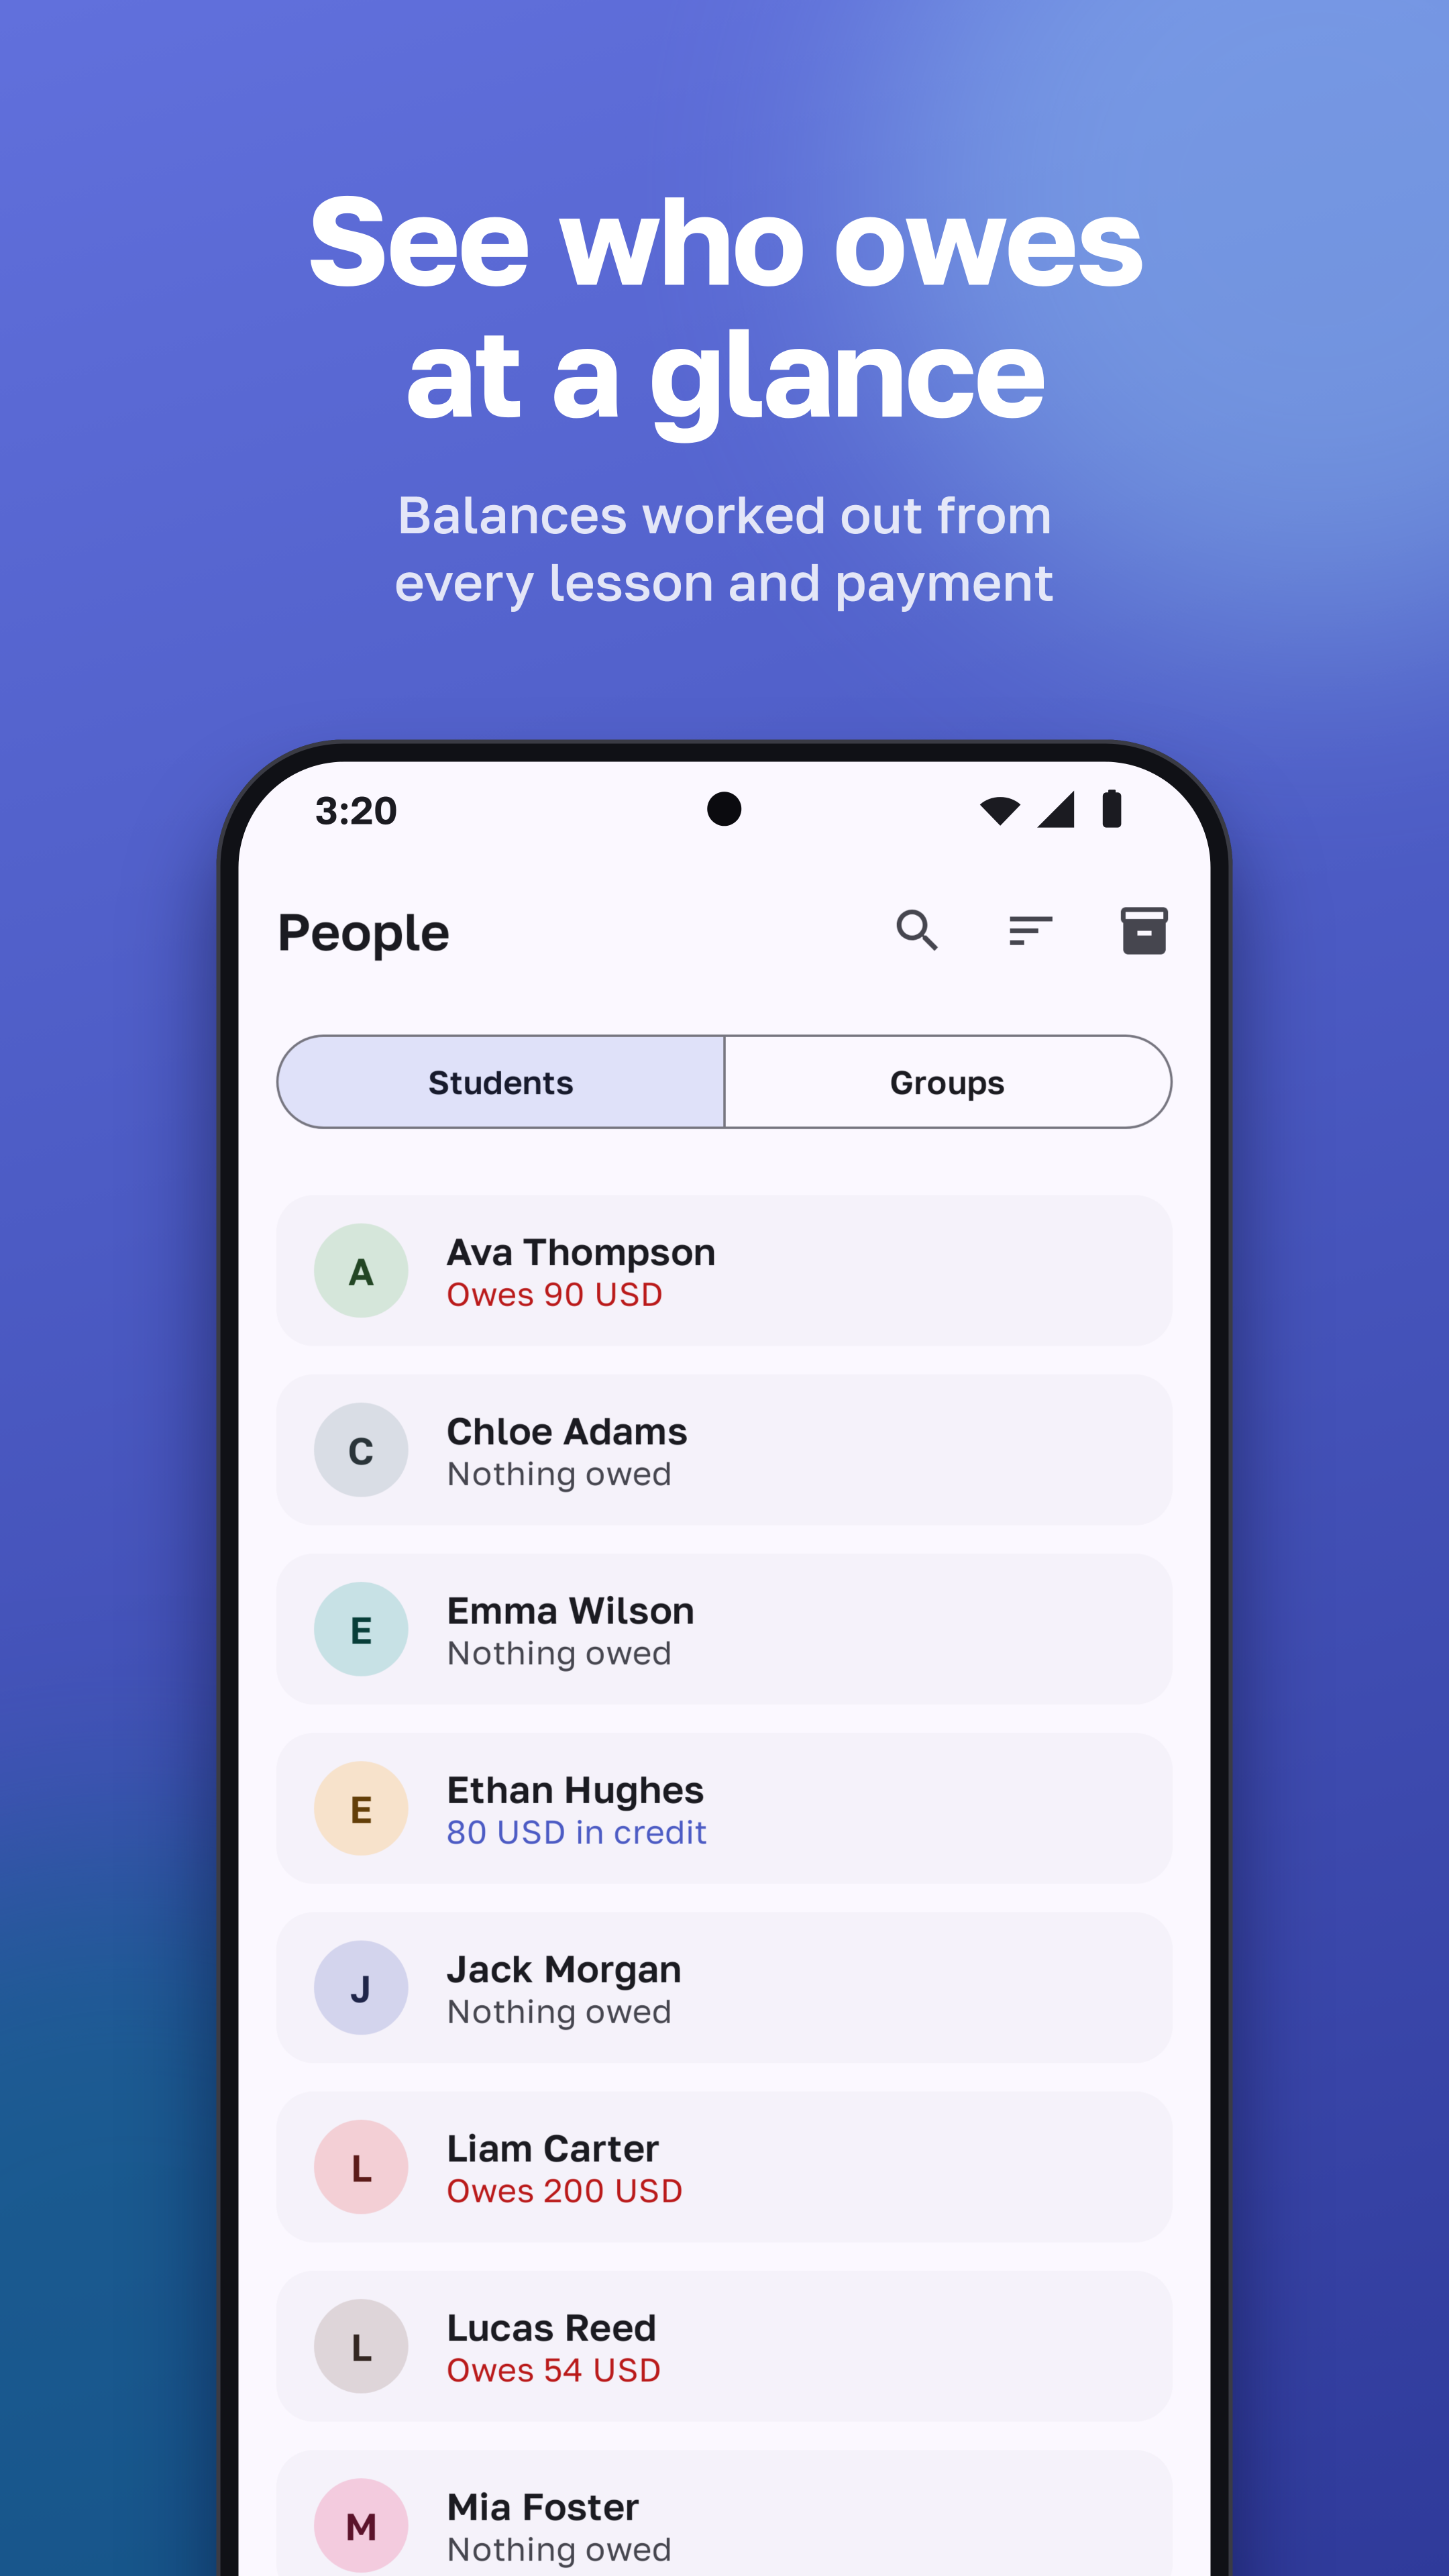 See who owes
at a glance
Balances worked out from
every lesson and payment
3:20
People
Students
Groups
A
Ava Thompson
Owes 90 USD
C
Chloe Adams
Nothing owed
E
Emma Wilson
Nothing owed
E
Ethan Hughes
80 USD in credit
J
Jack Morgan
Nothing owed
L
Liam Carter
Owes 200 USD
L
Lucas Reed
Owes 54 USD
M
Mia Foster
Nothing owed